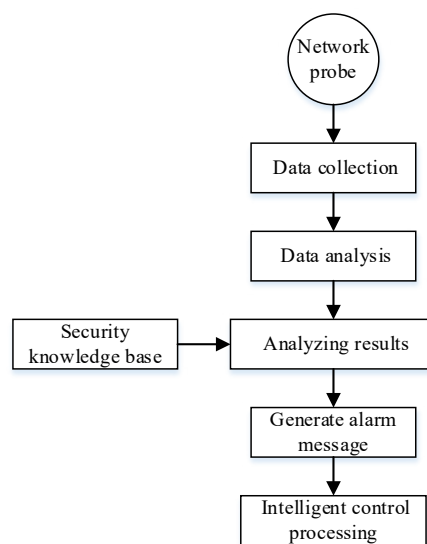 Network
probe
Data collection
Data analysis
Security
knowledge base
Analyzing results
Generate alarm
message
Intelligent control
processing